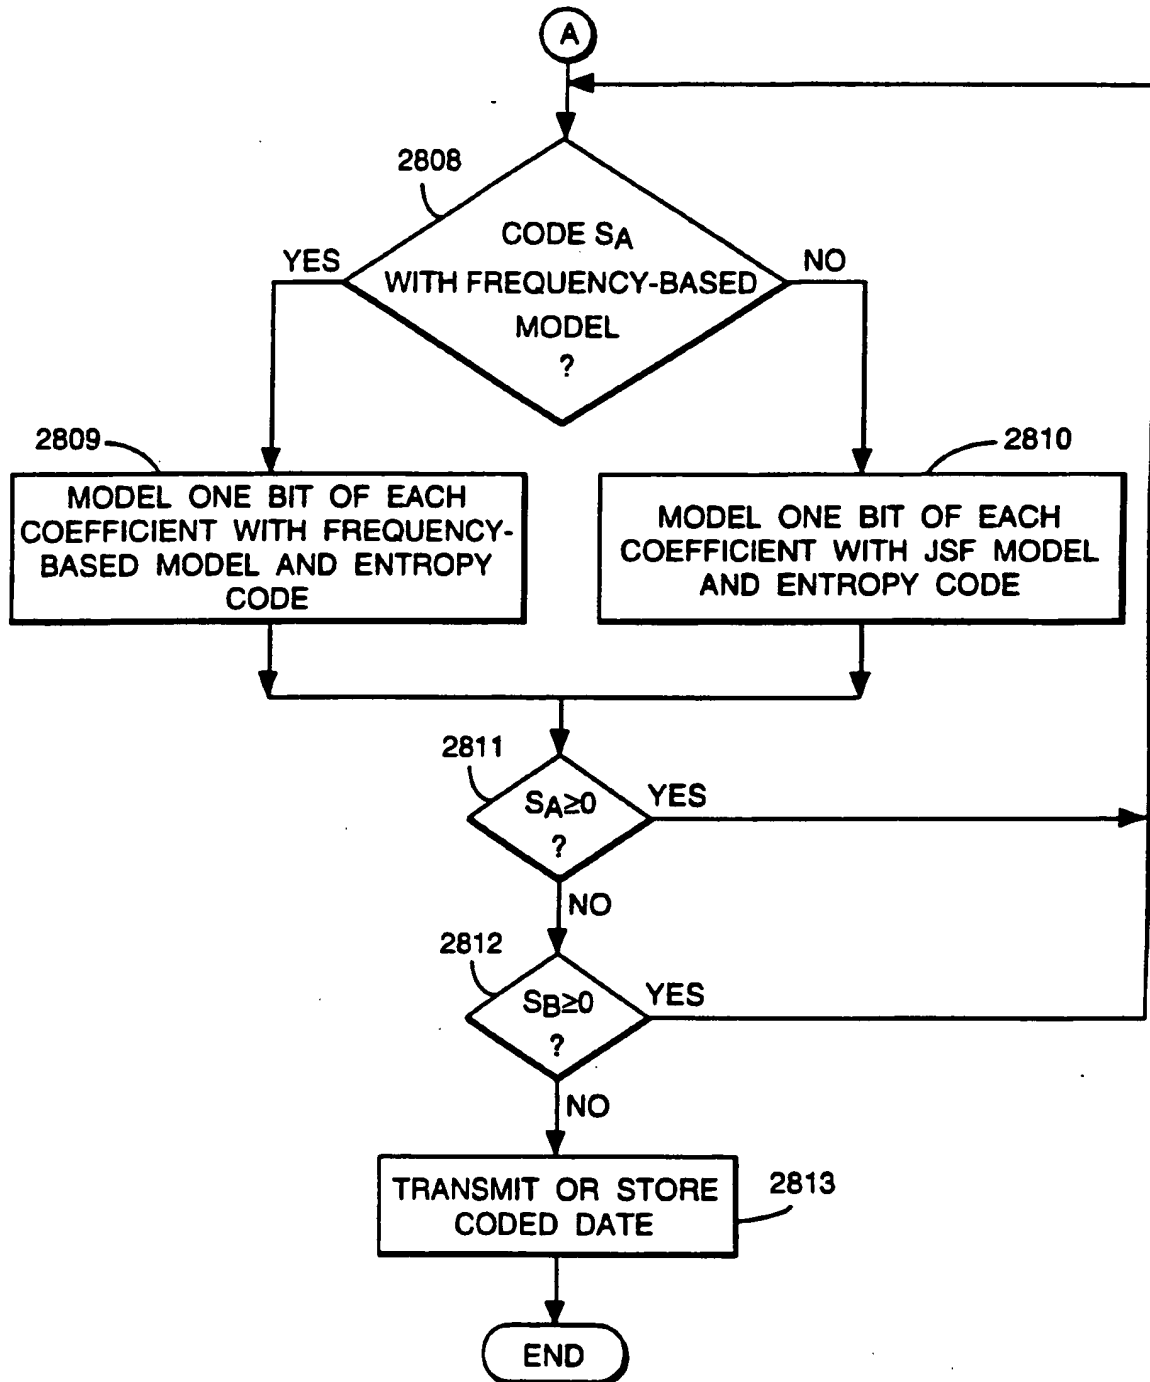 A
2808
CODE SA
WITH FREQUENCY-BASED
MODEL
?
YES
NO
2809
MODEL ONE BIT OF EACH
COEFFICIENT WITH FREQUENCY-
BASED MODEL AND ENTROPY
CODE
2810
MODEL ONE BIT OF EACH
COEFFICIENT WITH JSF MODEL
AND ENTROPY CODE
2811
SA≥0
?
YES
NO
2812
SB≥0
?
YES
NO
TRANSMIT OR STORE
CODED DATE
2813
END